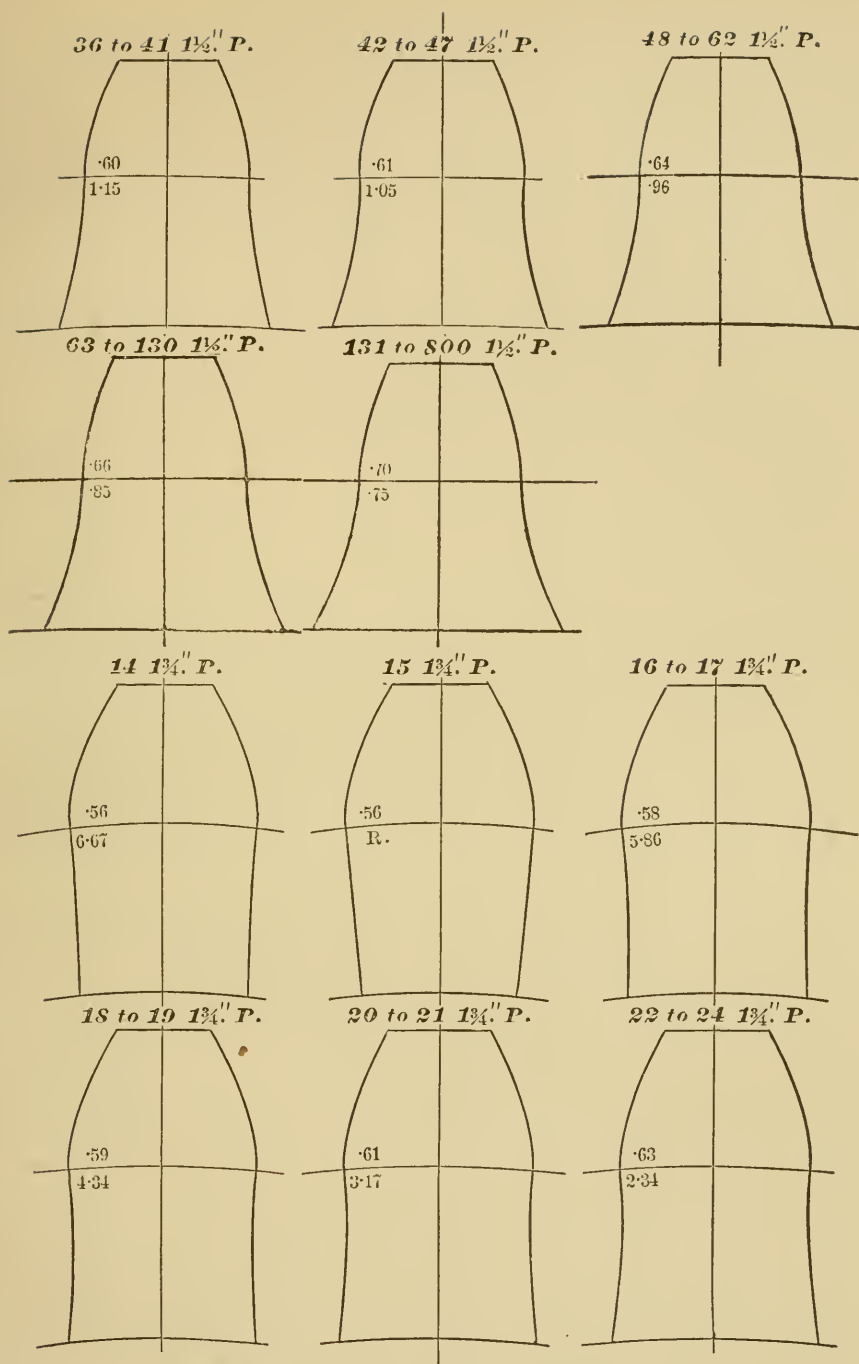 36 to 41 1½." P.
42 to 47 1½." P.
48 to 62 1½." P.
·60
1·15
·61
1·05
·64
·96
63 to 130 1½." P.
131 to 800 1½." P.
·66
·85
·70
·75
14 1¾." P.
15 1¾." P.
16 to 17 1¾." P.
·56
6·67
·56
R.
·58
5·86
18 to 19 1¾." P.
20 to 21 1¾." P.
22 to 24 1¾." P.
·59
4·34
·61
3·17
·63
2·34